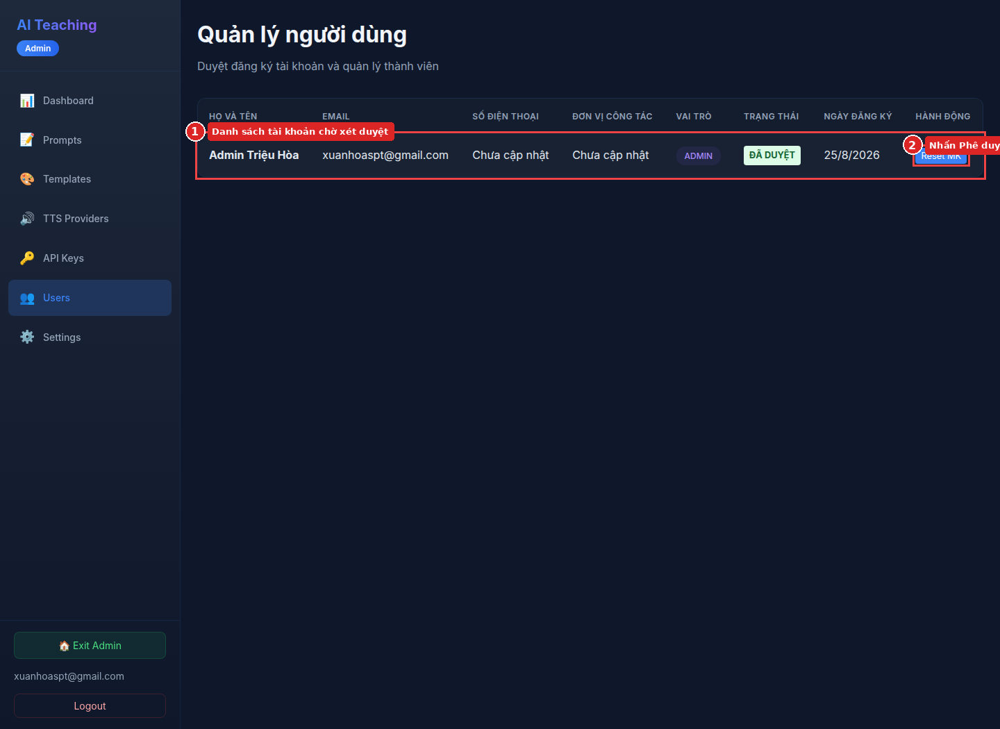 AI Teaching
Admin
Dashboard
Prompts
Templates
TTS Providers
API Keys
Users
Settings
Exit Admin
xuanhoaspt@gmail.com
Logout
Quản lý người dùng
Duyệt đăng ký tài khoản và quản lý thành viên
HỌ VÀ TÊN EMAIL SỐ ĐIỆN THOẠI ĐƠN VỊ CÔNG TÁC VAI TRÒ TRẠNG THÁI NGÀY ĐĂNG KÝ HÀNH ĐỘNG
1 Danh sách tài khoản chờ xét duyệt
2 Nhấn Phê duy
Admin Triệu Hòa xuanhoaspt@gmail.com Chưa cập nhật Chưa cập nhật ADMIN ĐÃ DUYỆT 25/8/2026 Reset MK